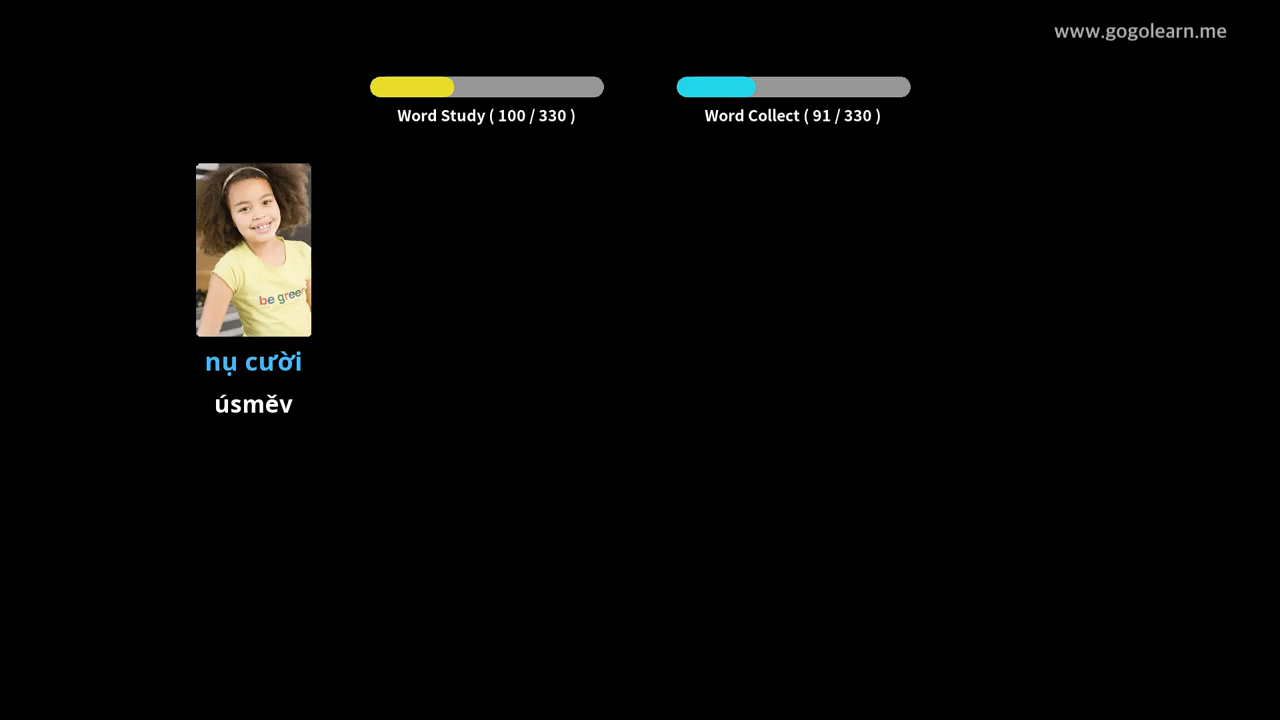 www.gogolearn.me
Word Study ( 100 / 330 )
Word Collect ( 91 / 330 )
be green
nụ cười
úsměv